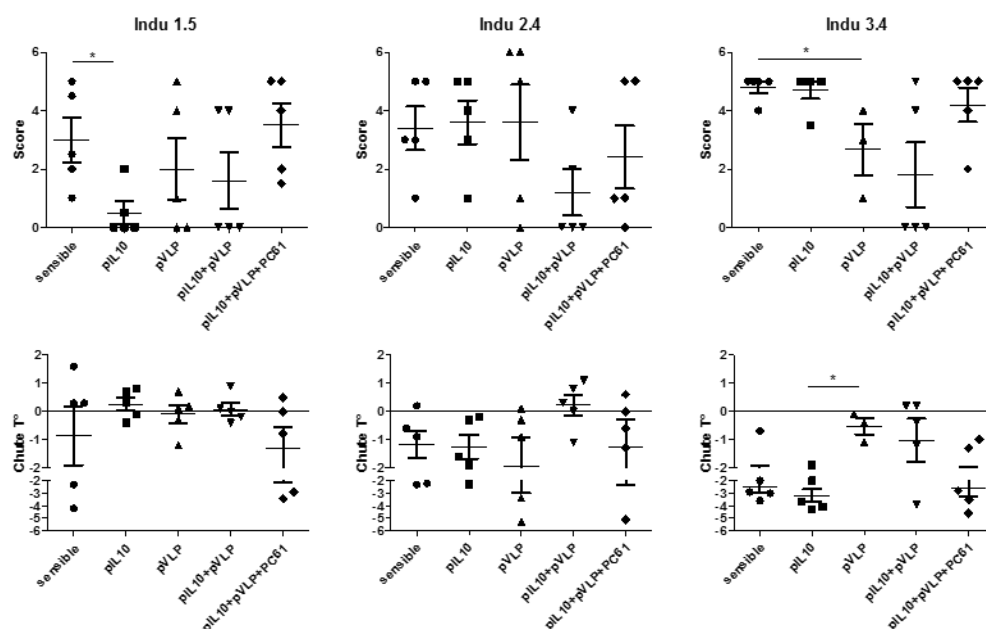 Indu 1.5
Indu 2.4
Indu 3.4
Score
6
4
2
0
*
sensible
pIL10
pVLP
pIL10+pVLP
pIL10+pVLP+PC61
Score
6
4
2
0
sensible
pIL10
pVLP
pIL10+pVLP
pIL10+pVLP+PC61
Score
6
4
2
0
*
sensible
pIL10
pVLP
pIL10+pVLP
pIL10+pVLP+PC61
Chute T°
2
1
0
-1
-2
-2
-3
-4
-5
-6
sensible
pIL10
pVLP
pIL10+pVLP
pIL10+pVLP+PC61
Chute T°
2
1
0
-1
-2
-2
-3
-4
-5
-6
sensible
pIL10
pVLP
pIL10+pVLP
pIL10+pVLP+PC61
Chute T°
2
1
0
-1
-2
-2
-3
-4
-5
-6
*
sensible
pIL10
pVLP
pIL10+pVLP
pIL10+pVLP+PC61